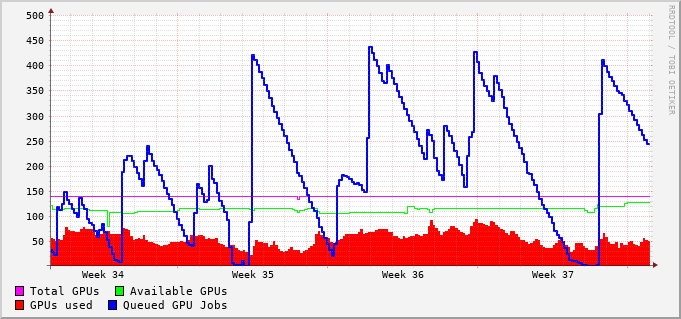 500
450
400
350
300
250
200
150
100
50
Week 34 Week 35 Week 36 Week 37
Total GPUs Available GPUs
GPUs used Queued GPU Jobs
RRDTOOL / TOBI OETIKER